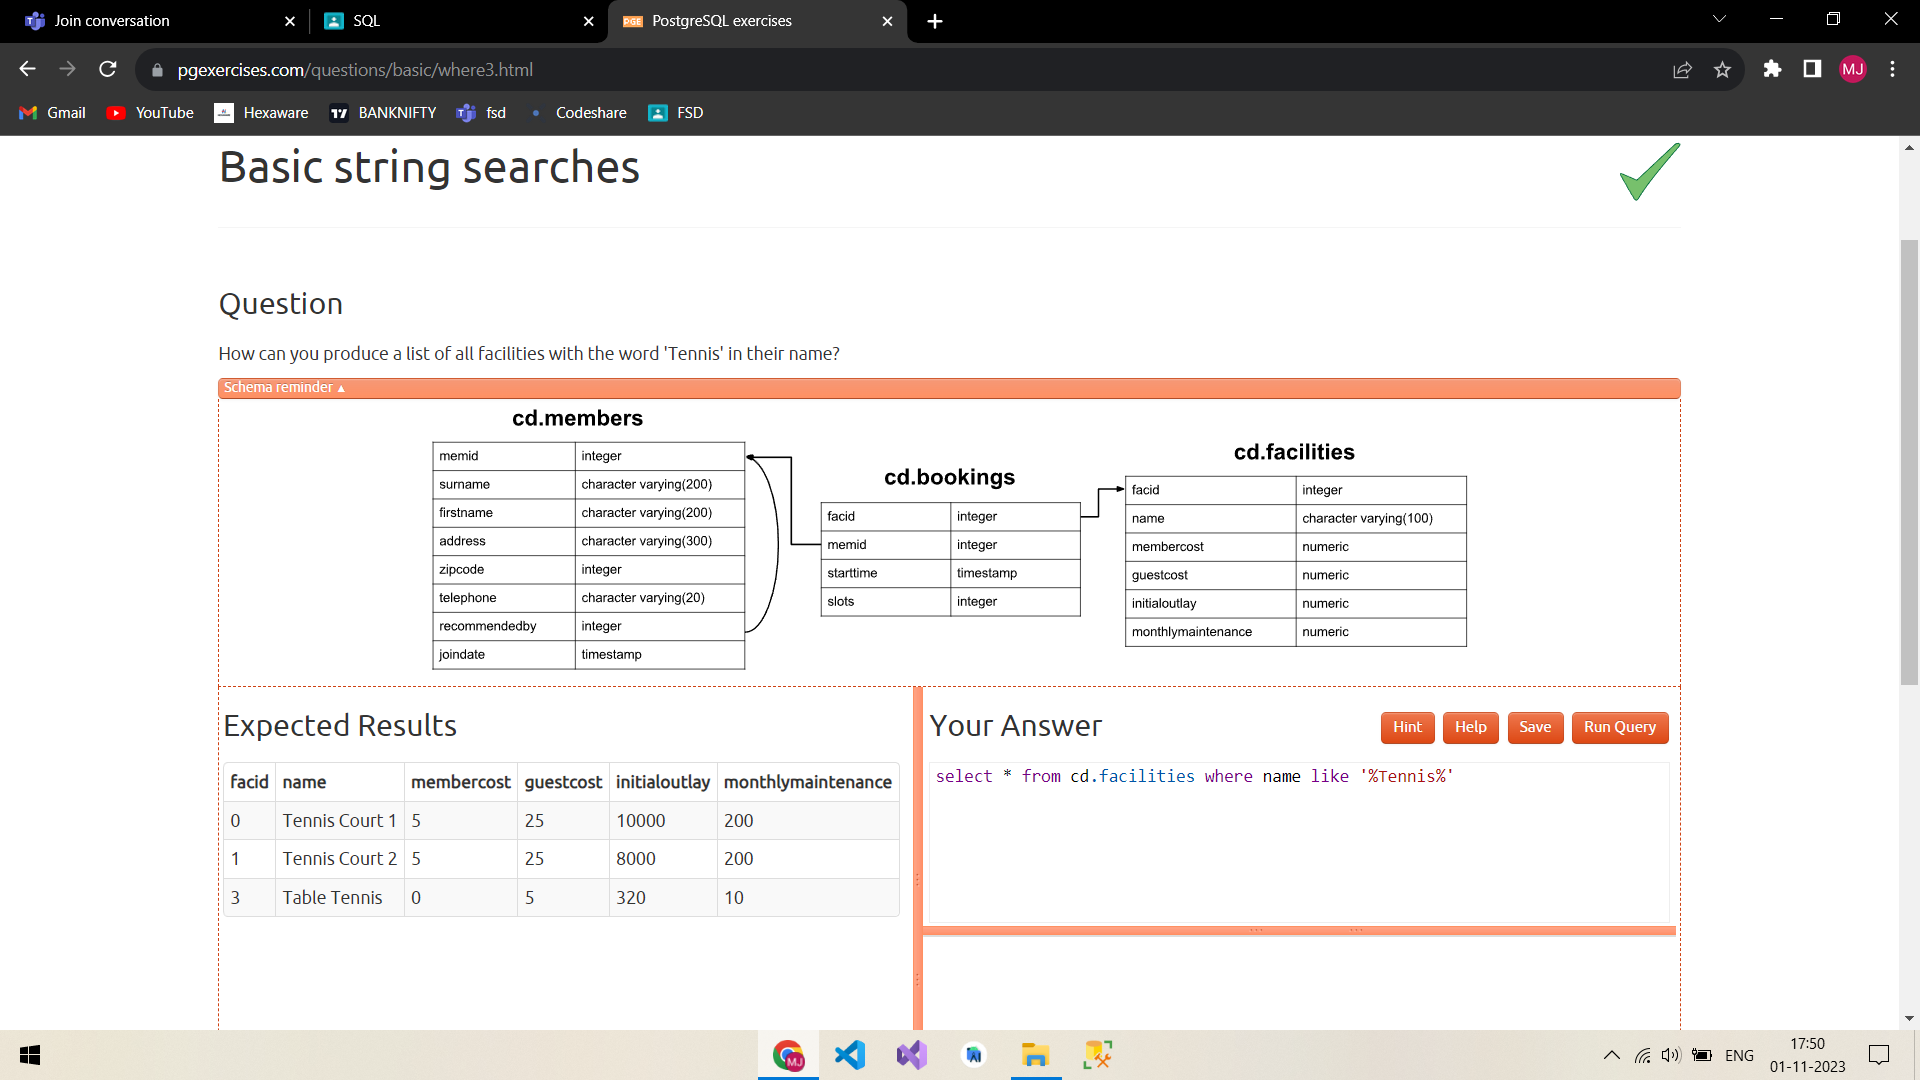 Join conversation
SQL
PostgreSQL exercises
pgexercises.com/questions/basic/where3.html
MJ
Gmail
YouTube
Hexaware
BANKNIFTY
fsd
Codeshare
FSD
Basic string searches
Question
How can you produce a list of all facilities with the word 'Tennis' in their name?
Schema reminder ▲
cd.members
memid integer
surname character varying(200)
firstname character varying(200)
address character varying(300)
zipcode integer
telephone character varying(20)
recommendedby integer
joindate timestamp
cd.bookings
facid integer
memid integer
starttime timestamp
slots integer
cd.facilities
facid integer
name character varying(100)
membercost numeric
guestcost numeric
initialoutlay numeric
monthlymaintenance numeric
Expected Results
facid name membercost guestcost initialoutlay monthlymaintenance
0 Tennis Court 1 5 25 10000 200
1 Tennis Court 2 5 25 8000 200
3 Table Tennis 0 5 320 10
Your Answer
Hint Help Save Run Query
select * from cd.facilities where name like '%Tennis%'
MJ
ENG
17:50
01-11-2023